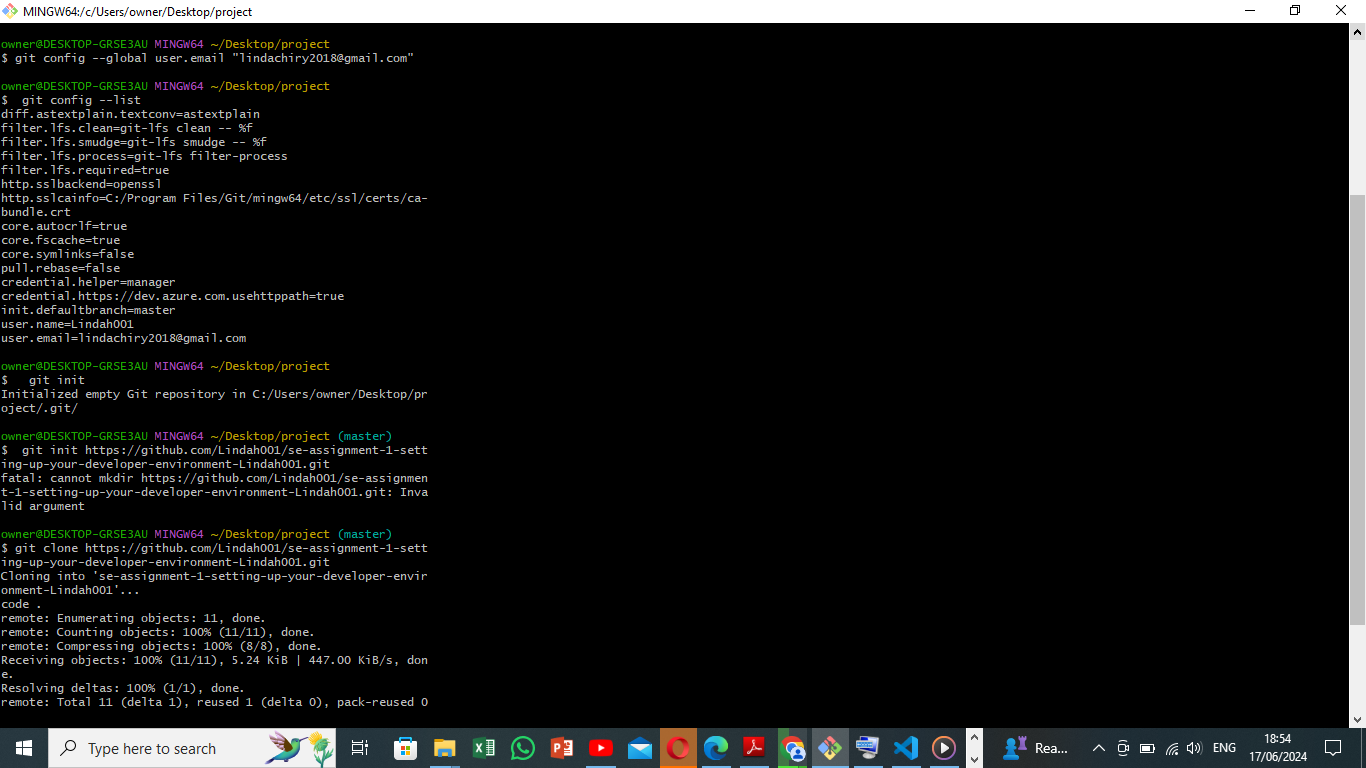 MINGW64:/c/Users/owner/Desktop/project
owner@DESKTOP-GRSE3AU MINGW64 ~/Desktop/project
$ git config --global user.email "lindachiry2018@gmail.com"
owner@DESKTOP-GRSE3AU MINGW64 ~/Desktop/project
$  git config --list
diff.astextplain.textconv=astextplain
filter.lfs.clean=git-lfs clean -- %f
filter.lfs.smudge=git-lfs smudge -- %f
filter.lfs.process=git-lfs filter-process
filter.lfs.required=true
http.sslbackend=openssl
http.sslcainfo=C:/Program Files/Git/mingw64/etc/ssl/certs/ca-
bundle.crt
core.autocrlf=true
core.fscache=true
core.symlinks=false
pull.rebase=false
credential.helper=manager
credential.https://dev.azure.com.usehttppath=true
init.defaultbranch=master
user.name=Lindah001
user.email=lindachiry2018@gmail.com
owner@DESKTOP-GRSE3AU MINGW64 ~/Desktop/project
$   git init
Initialized empty Git repository in C:/Users/owner/Desktop/pr
oject/.git/
owner@DESKTOP-GRSE3AU MINGW64 ~/Desktop/project (master)
$  git init https://github.com/Lindah001/se-assignment-1-sett
ing-up-your-developer-environment-Lindah001.git
fatal: cannot mkdir https://github.com/Lindah001/se-assignmen
t-1-setting-up-your-developer-environment-Lindah001.git: Inva
lid argument
owner@DESKTOP-GRSE3AU MINGW64 ~/Desktop/project (master)
$ git clone https://github.com/Lindah001/se-assignment-1-sett
ing-up-your-developer-environment-Lindah001.git
Cloning into 'se-assignment-1-setting-up-your-developer-envir
onment-Lindah001'...
code .
remote: Enumerating objects: 11, done.
remote: Counting objects: 100% (11/11), done.
remote: Compressing objects: 100% (8/8), done.
Receiving objects: 100% (11/11), 5.24 KiB | 447.00 KiB/s, don
e.
Resolving deltas: 100% (1/1), done.
remote: Total 11 (delta 1), reused 1 (delta 0), pack-reused 0
Type here to search
Rea...
ENG
18:54
17/06/2024